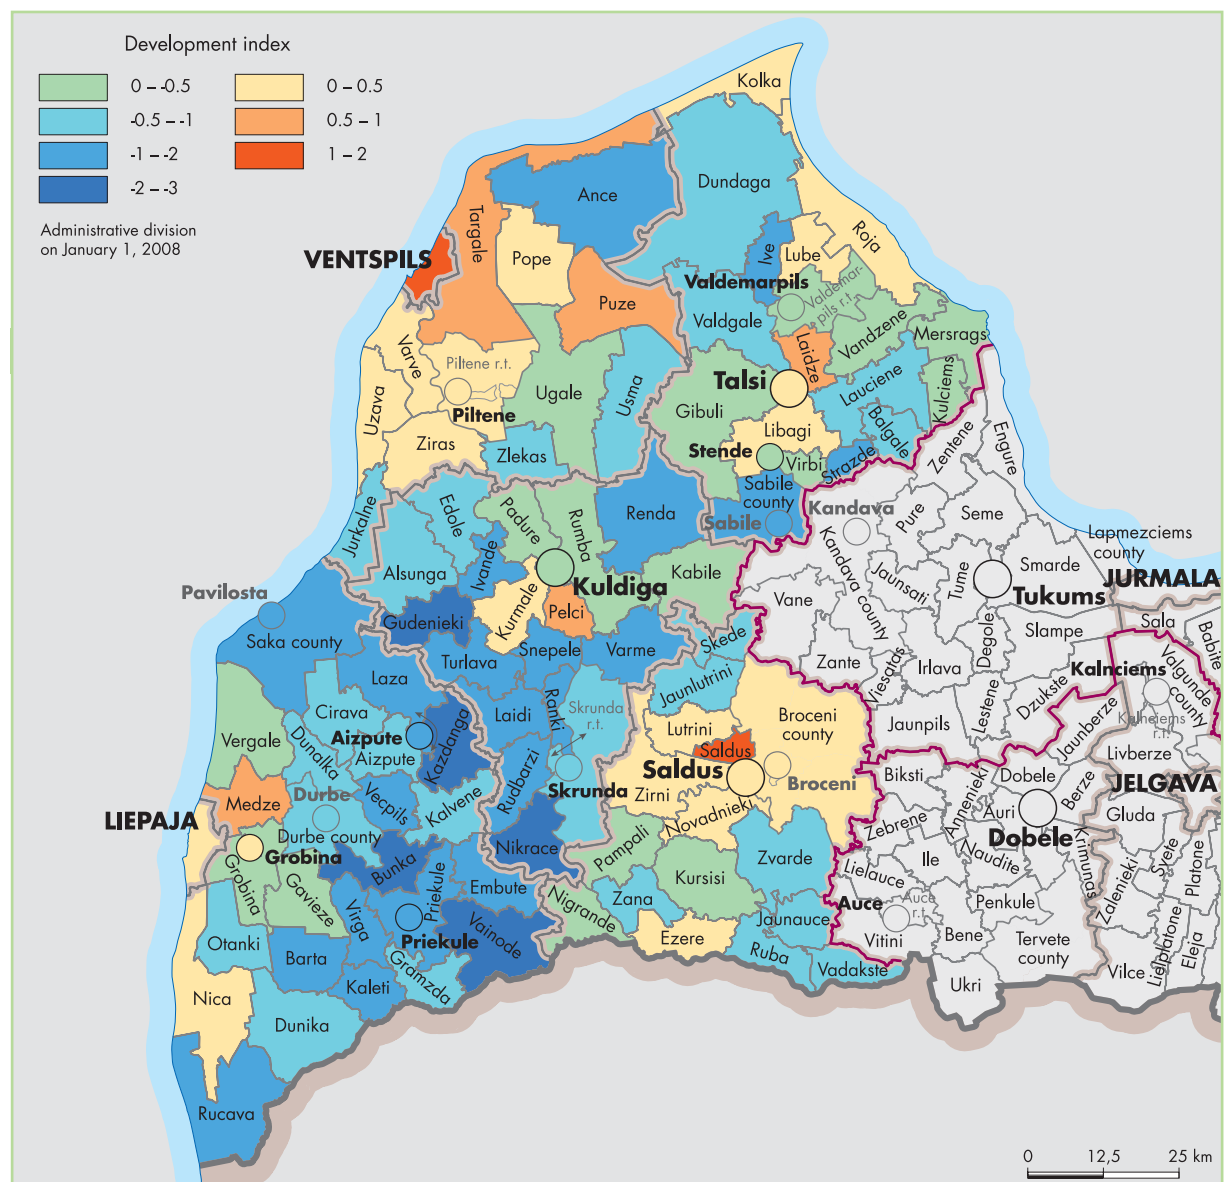 Development index
0 – -0.5
0 – 0.5
-0.5 – -1
0.5 – 1
-1 – -2
1 – 2
-2 – -3
Administrative division
on January 1, 2008
Kolka
Dundaga
Ance
Targale
VENTSPILS
Pope
Puze
Ive
Lube
Roja
Valdemarpils
Valdemar-
pils r.t.
Valdgale
Vandzene
Mersrags
Laidze
Varve
Piltene r.t.
Piltene
Uzava
Ugale
Usma
Talsi
Gibuli
Lauciene
Kulciems
Balgale
Libagi
Stende
Virbi
Strazde
Ziras
Zlekas
Sabile
county
Sabile
Jurkalne
Edole
Alsunga
Ivande
Padure
Rumba
Renda
Kuldiga
Kabile
Kurmale
Pelci
Gudenieki
Snepele
Varme
Turlava
Pavilosta
Saka county
Laza
Laidi
Ranki
Skrunda
r.t.
Skrunda
Rudbarzi
Nikrace
Skede
Jaunlutrini
Lutrini
Broceni
county
Saldus
Saldus
Broceni
Zirni
Novadnieki
Pampali
Kursisi
Zvarde
Zana
Nigrande
Ezere
Jaunauce
Ruba
Vadakste
Vergale
Cirava
Dunalka
Aizpute
Aizpute
Kazdanga
Medze
Durbe
Durbe county
Vecpils
Kalvene
LIEPAJA
Grobina
Grobina
Gavieze
Bunka
Priekule
Priekule
Embute
Vainode
Virga
Otanki
Barta
Kaleti
Gramzda
Nica
Dunika
Rucava
Kandava
Kandava county
Pure
Zentene
Engure
Seme
Lapmezciems
county
Smarde
JURMALA
Tume
Tukums
Jaunsati
Vane
Zante
Viesatas
Irlava
Degole
Slampe
Lestene
Dzukste
Jaunpils
Sala
Babite
Kalnciems
Valgunde
county
Kalnciems
r.t.
Jaunberze
Livberze
JELGAVA
Biksti
Annenieki
Dobele
Berze
Auri
Dobele
Gluda
Zebrene
Ile
Naudite
Krimunas
Lielauce
Auce
Auce
r.t.
Vitini
Penkule
Bene
Tervete
county
Ukri
Zalenieki
Svete
Platone
Vilce
Lielplatone
Eleja
0
12,5
25 km